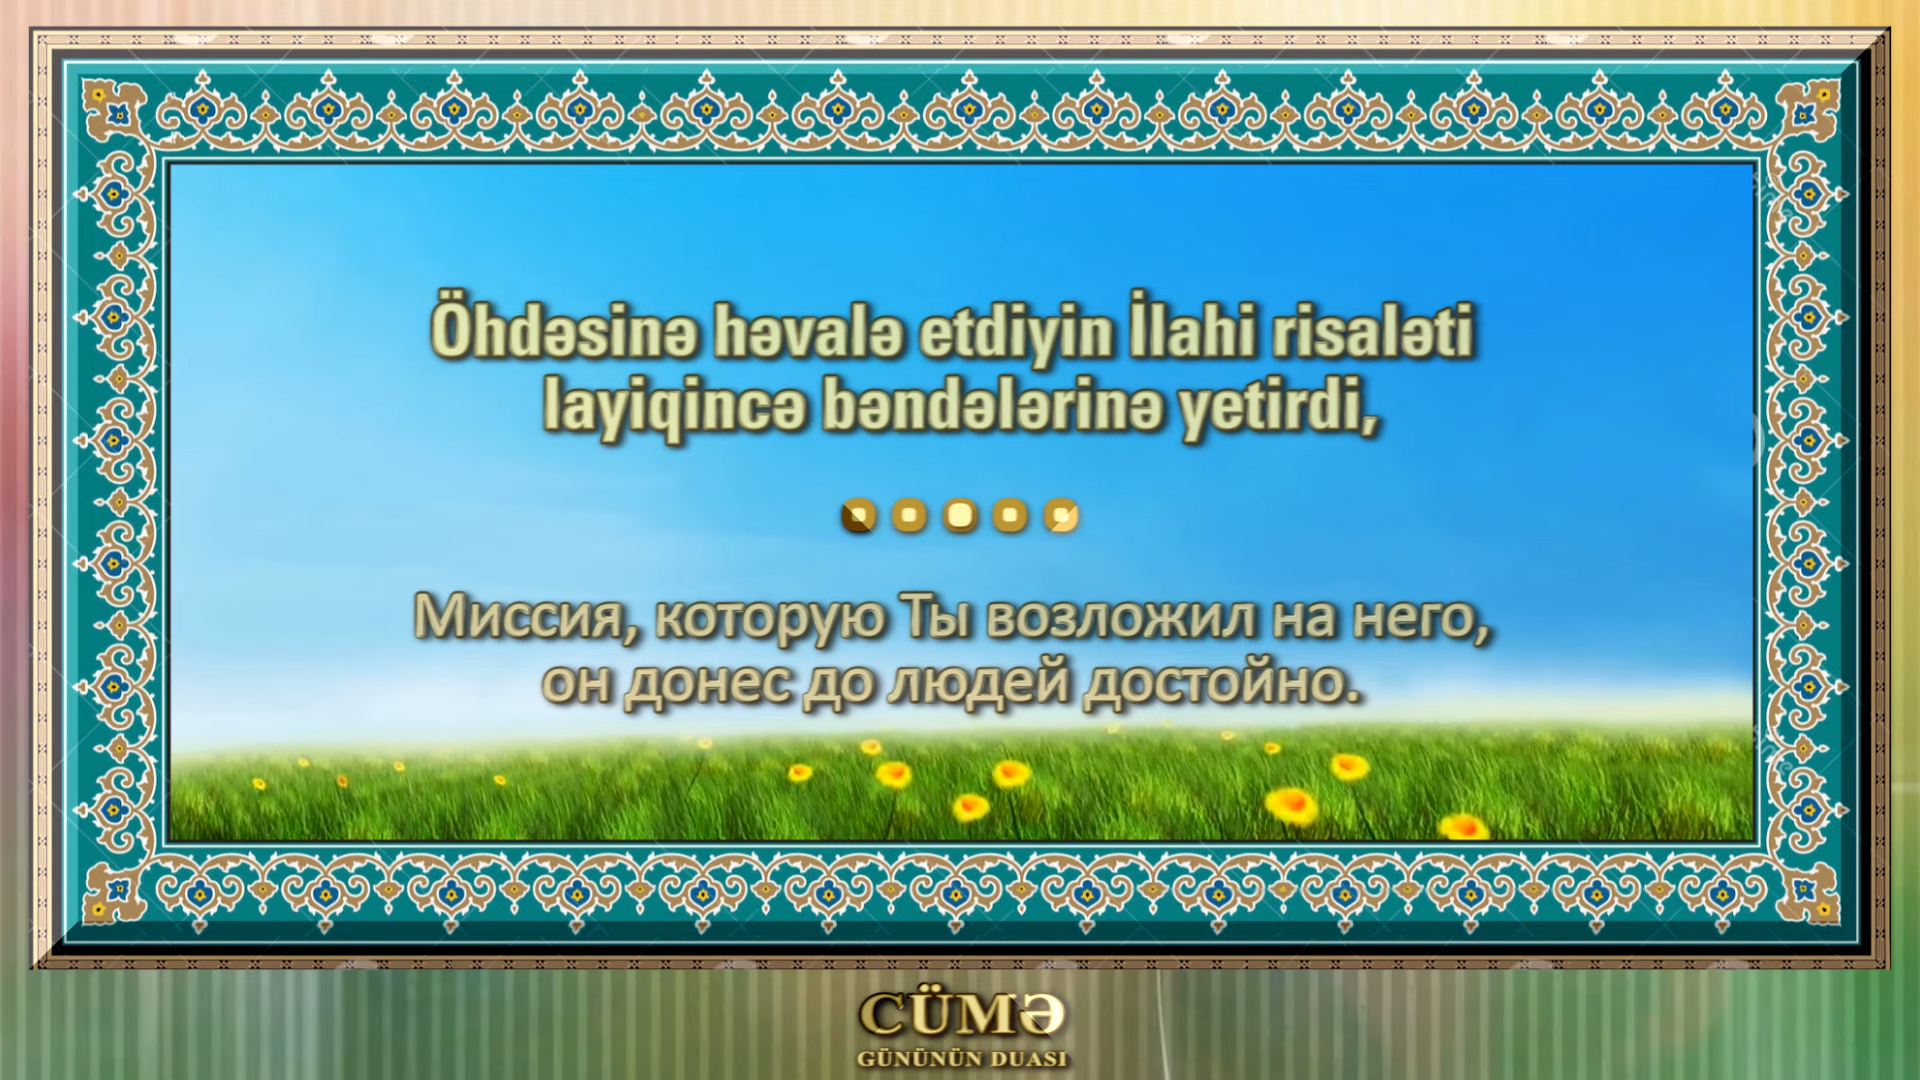 Öhdəsinə həvalə etdiyin İlahi risaləti
layiqincə bəndələrinə yetirdi,
Миссия, которую Ты возложил на него,
он донес до людей достойно.
CÜMƏ
GÜNÜNÜN DUASI